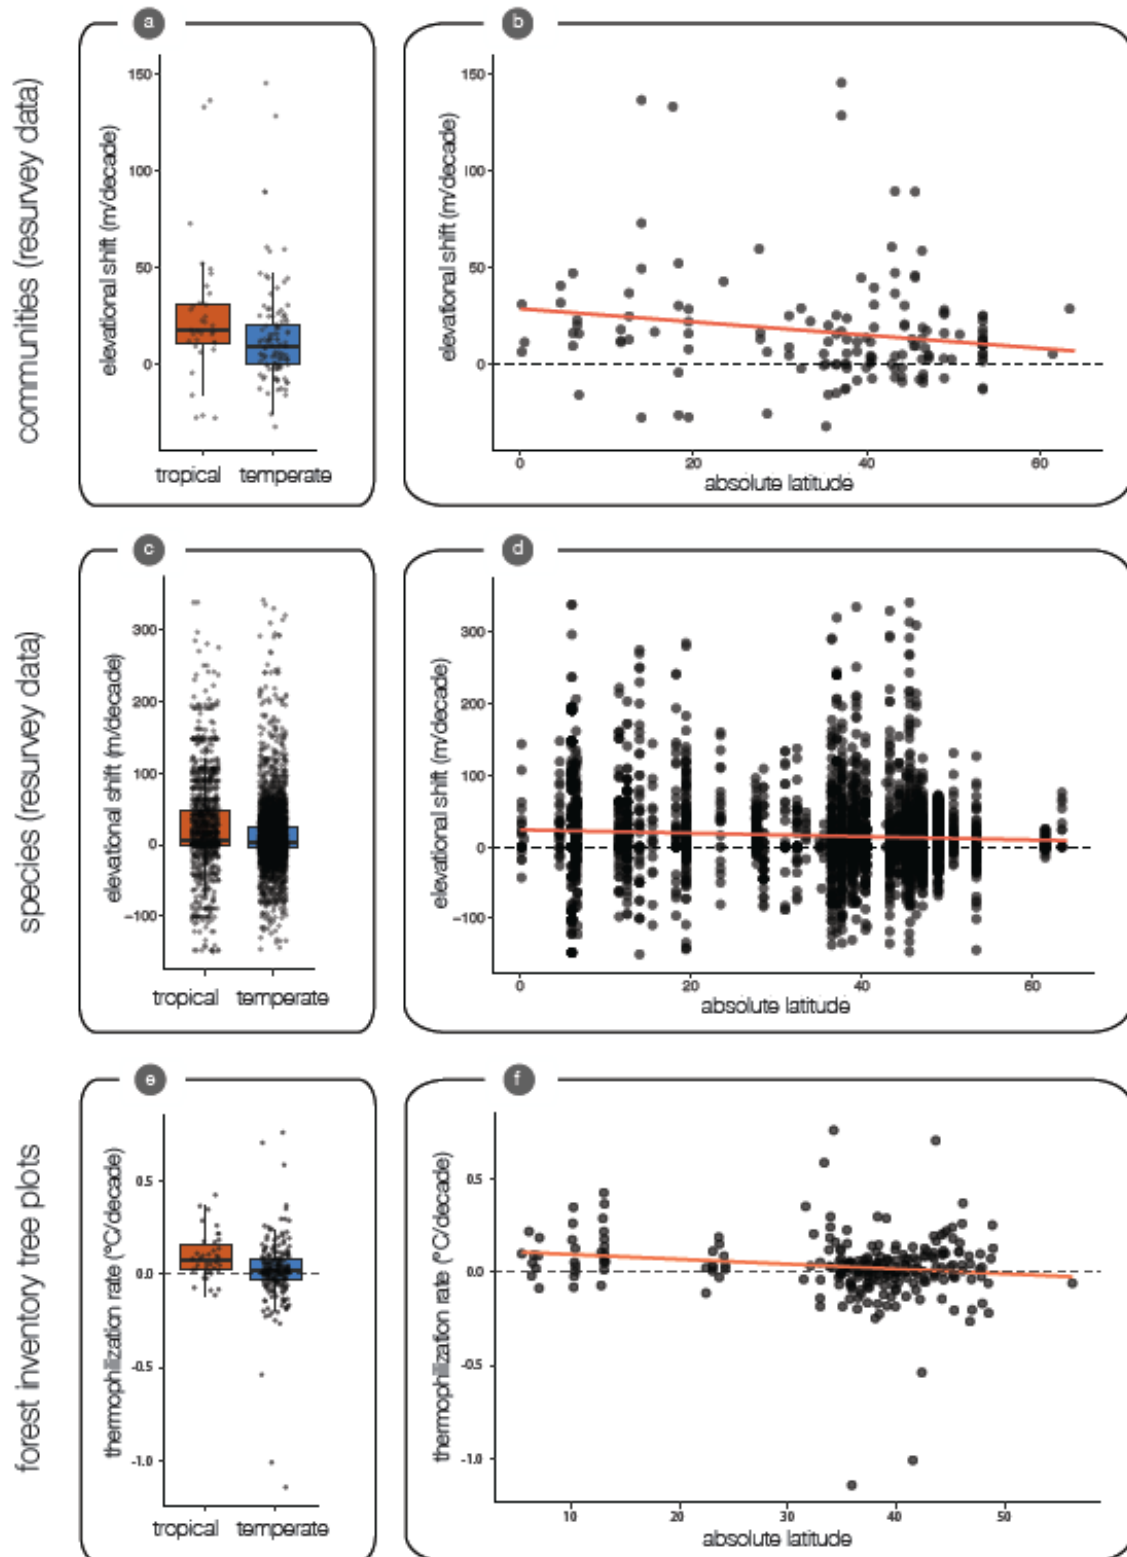 a
b
communities (resurvey data)
elevational shift (m/decade)
150
100
50
0
tropical
temperate
elevational shift (m/decade)
150
100
50
0
0
20
40
60
absolute latitude
c
d
species (resurvey data)
elevational shift (m/decade)
300
200
100
0
−100
tropical
temperate
elevational shift (m/decade)
300
200
100
0
−100
0
20
40
60
absolute latitude
e
f
forest inventory tree plots
thermophilization rate (°C/decade)
0.5
0.0
-0.5
-1.0
tropical
temperate
thermophilization rate (°C/decade)
0.5
0.0
-0.5
-1.0
10
20
30
40
50
absolute latitude